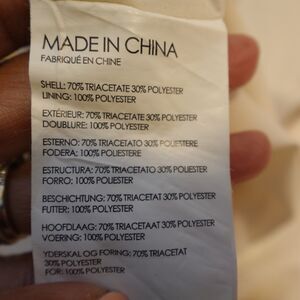 MADE IN CHINA
FABRIQUÉ EN CHINE
SHELL: 70% TRIACETATE 30% POLYESTER
LINING: 100% POLYESTER
EXTÉRIEUR: 70% TRIACÉTATE 30% POLYESTER
DOUBLURE: 100% POLYESTER
ESTERNO: 70% TRIACETATO 30% POLIESTERE
FODERA: 100% POLIESTERE
ESTRUCTURA: 70% TRIACETATO 30% POLIESTER
FORRO: 100% POLIESTER
BESCHICHTUNG: 70% TRIACETAT 30% POLYESTER
FUTTER: 100% POLYESTER
HOOFDLAAG: 70% TRIACETAAT 30% POLYESTER
VOERING: 100% POLYESTER
YDERSKAL OG FORING: 70% TRIACETAT
30% POLYESTER
FOR: 100% POLYESTER